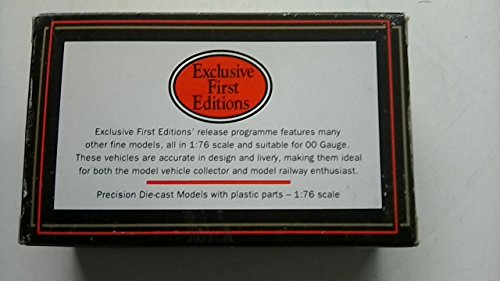 Exclusive
First
Editions
Exclusive First Editions' release programme features many
other fine models, all in 1:76 scale and suitable for 00 Gauge.
These vehicles are accurate in design and livery, making them ideal
for both the model vehicle collector and model railway enthusiast.
Precision Die-cast Models with plastic parts – 1:76 scale